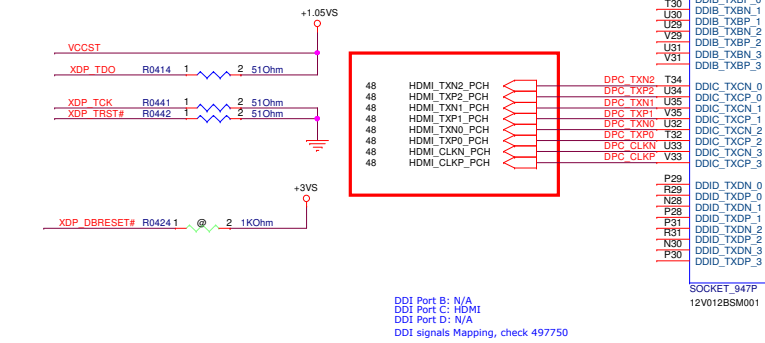 +1.05VS
VCCST
XDP_TDO R0414 1 2 51Ohm
XDP_TCK R0441 1 2 51Ohm
XDP_TRST# R0442 1 2 51Ohm
+3VS
XDP_DBRESET# R0424 1 @ 2 1KOhm
48 HDMI_TXN2_PCH
48 HDMI_TXP2_PCH
48 HDMI_TXN1_PCH
48 HDMI_TXP1_PCH
48 HDMI_TXN0_PCH
48 HDMI_TXP0_PCH
48 HDMI_CLKN_PCH
48 HDMI_CLKP_PCH
T30
U30 DDIB_TXBN_1
U29 DDIB_TXBP_1
V29 DDIB_TXBN_2
U31 DDIB_TXBP_2
V31 DDIB_TXBN_3
DDIB_TXBP_3
DPC_TXN2 T34 DDIC_TXCN_0
DPC_TXP2 U34 DDIC_TXCP_0
DPC_TXN1 U35 DDIC_TXCN_1
DPC_TXP1 V35 DDIC_TXCP_1
DPC_TXN0 U32 DDIC_TXCN_2
DPC_TXP0 T32 DDIC_TXCP_2
DPC_CLKN U33 DDIC_TXCN_3
DPC_CLKP V33 DDIC_TXCP_3
P29 DDID_TXDN_0
R29 DDID_TXDP_0
N28 DDID_TXDN_1
P28 DDID_TXDP_1
P31 DDID_TXDN_2
R31 DDID_TXDP_2
N30 DDID_TXDN_3
P30 DDID_TXDP_3
SOCKET_947P
12V012BSM001
DDI Port B: N/A
DDI Port C: HDMI
DDI Port D: N/A
DDI signals Mapping, check 497750